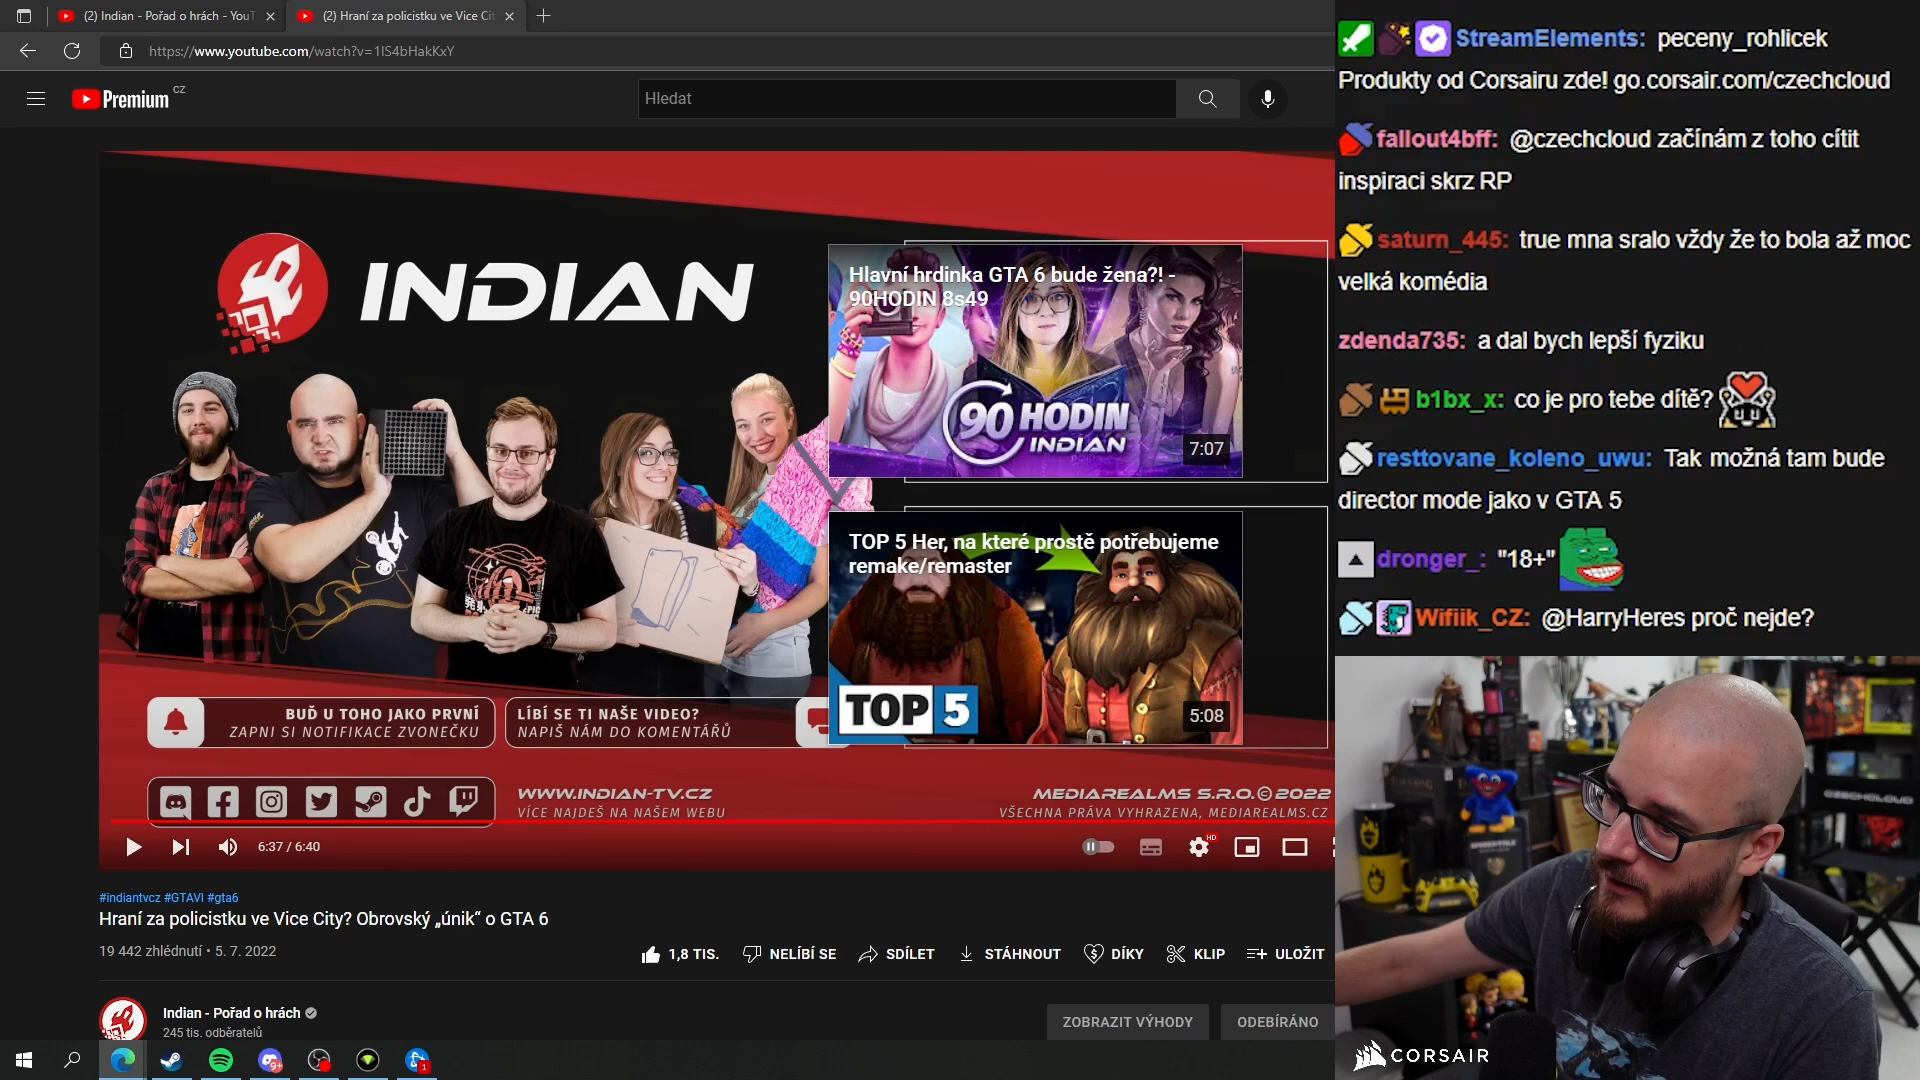 (2) Indian - Pořad o hrách - YouT
(2) Hraní za policistku ve Vice Cit
https://www.youtube.com/watch?v=1IS4bHakKxY
Premium CZ
Hledat
INDIAN
Hlavní hrdinka GTA 6 bude žena?! -
90HODIN 8s49
90 HODIN
INDIAN
7:07
TOP 5 Her, na které prostě potřebujeme
remake/remaster
TOP 5
5:08
BUĎ U TOHO JAKO PRVNÍ
ZAPNI SI NOTIFIKACE ZVONEČKU
LÍBÍ SE TI NAŠE VIDEO?
NAPIŠ NÁM DO KOMENTÁŘŮ
WWW.INDIAN-TV.CZ
VÍCE NAJDEŠ NA NAŠEM WEBU
MEDIAREALMS S.R.O.© 2022
VŠECHNA PRÁVA VYHRAZENA, MEDIAREALMS.CZ
6:37 / 6:40
HD
#indiantvcz #GTAVI #gta6
Hraní za policistku ve Vice City? Obrovský „únik“ o GTA 6
19 442 zhlédnutí • 5. 7. 2022
1,8 TIS.
NELÍBÍ SE
SDÍLET
STÁHNOUT
DÍKY
KLIP
ULOŽIT
Indian - Pořad o hrách
245 tis. odběratelů
ZOBRAZIT VÝHODY
ODEBÍRÁNO
9+
1
StreamElements: peceny_rohlicek
Produkty od Corsairu zde! go.corsair.com/czechcloud
fallout4bff: @czechcloud začínám z toho cítit
inspiraci skrz RP
saturn_445: true mna sralo vždy že to bola až moc
velká komédia
zdenda735: a dal bych lepší fyziku
b1bx_x: co je pro tebe dítě?
resttovane_koleno_uwu: Tak možná tam bude
director mode jako v GTA 5
dronger_: "18+"
Wifiik_CZ: @HarryHeres proč nejde?
CZECHCLOUD
CORSAIR